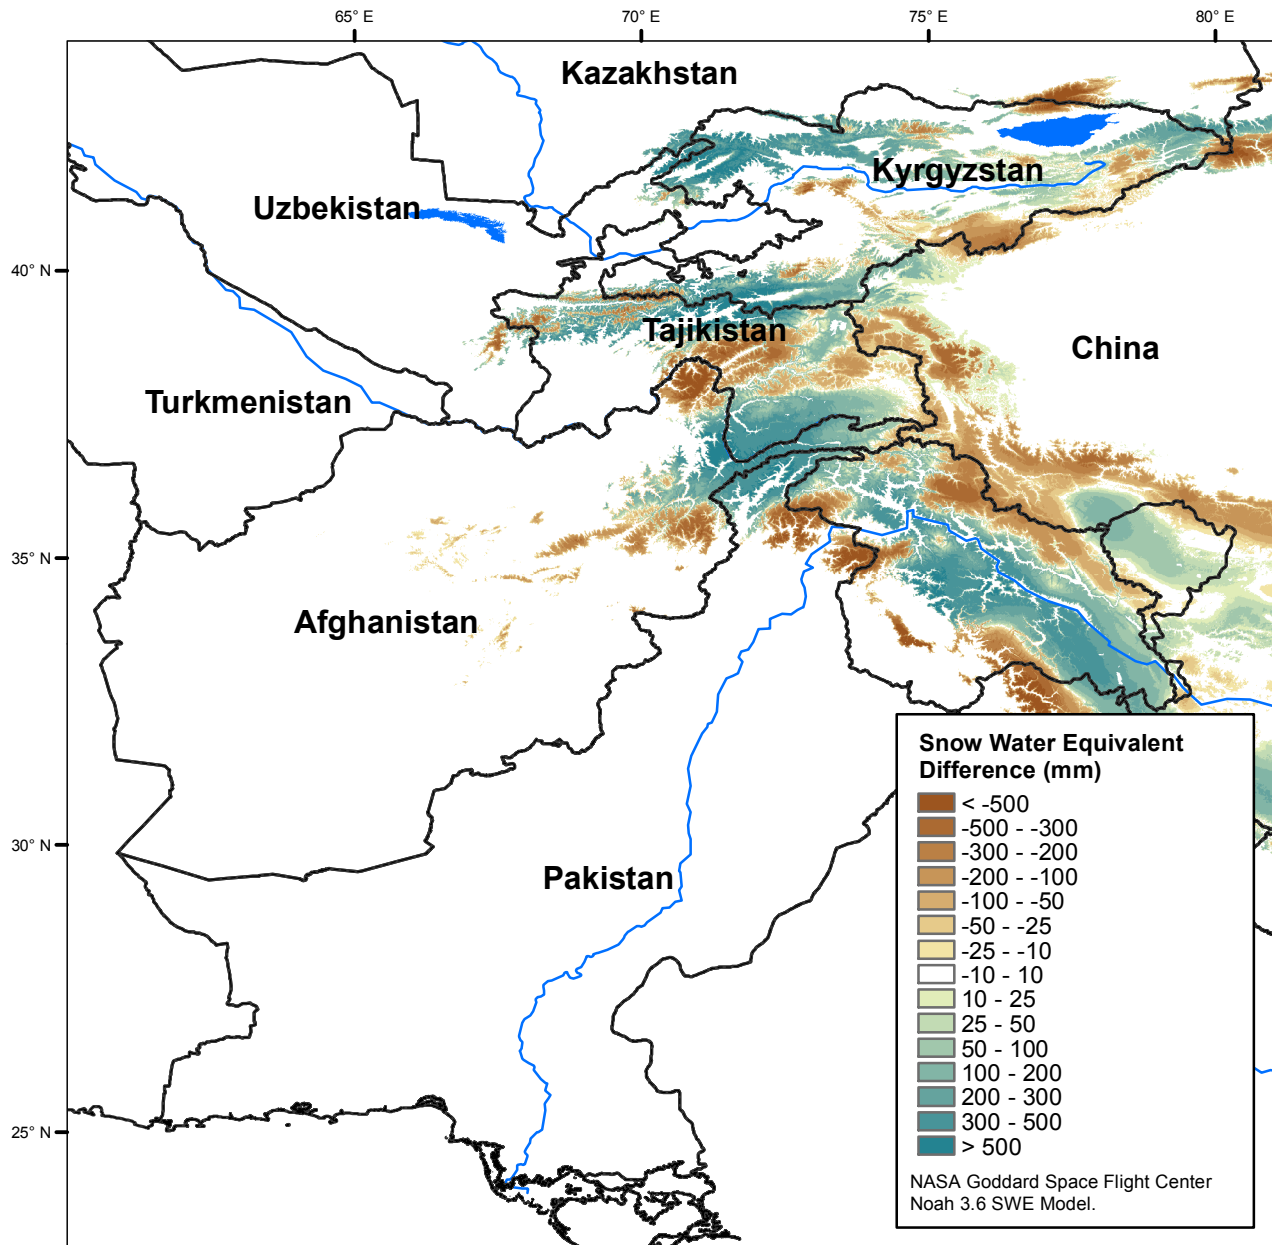 65° E
70° E
75° E
80° E
Kazakhstan
Kyrgyzstan
Uzbekistan
40° N
Tajikistan
China
Turkmenistan
35° N
Afghanistan
Snow Water Equivalent
Difference (mm)
< -500
-500 - -300
-300 - -200
-200 - -100
-100 - -50
-50 - -25
-25 - -10
-10 - 10
10 - 25
25 - 50
50 - 100
100 - 200
200 - 300
300 - 500
> 500
30° N
Pakistan
25° N
NASA Goddard Space Flight Center
Noah 3.6 SWE Model.